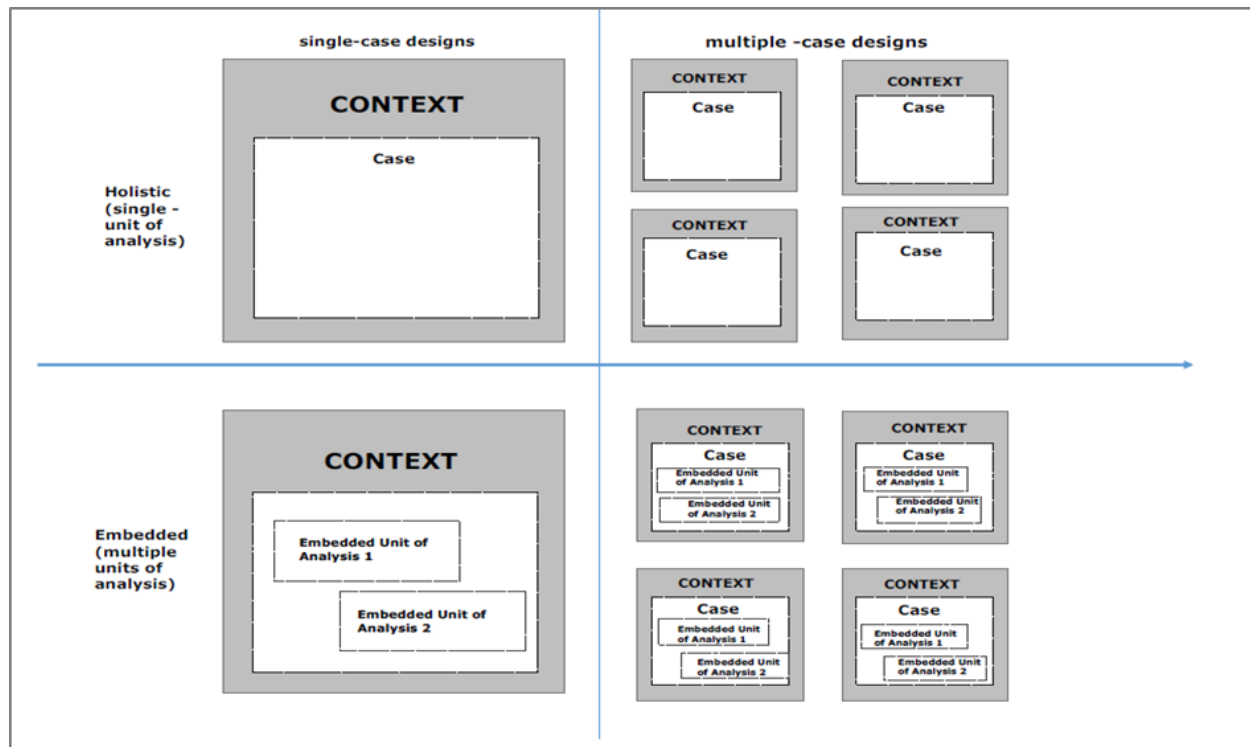 single-case designs
multiple -case designs
CONTEXT
Case
Holistic
(single -
unit of
analysis)
CONTEXT
Case
CONTEXT
Case
CONTEXT
Case
CONTEXT
Case
CONTEXT
Embedded Unit of
Analysis 1
Embedded Unit of
Analysis 2
Embedded
(multiple
units of
analysis)
CONTEXT
Case
Embedded Unit
of Analysis 1
Embedded Unit
of Analysis 2
CONTEXT
Case
Embedded Unit
of Analysis 1
Embedded Unit
of Analysis 2
CONTEXT
Case
Embedded Unit
of Analysis 1
Embedded Unit
of Analysis 2
CONTEXT
Case
Embedded Unit
of Analysis 1
Embedded Unit
of Analysis 2